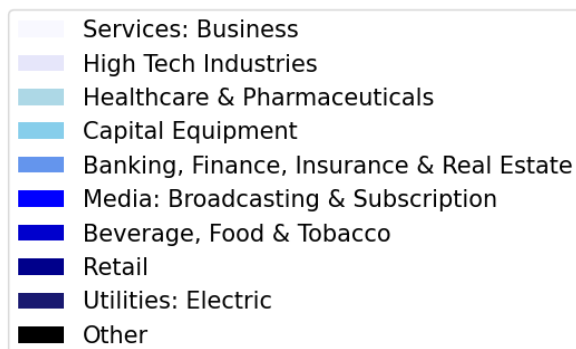 Services: Business
High Tech Industries
Healthcare & Pharmaceuticals
Capital Equipment
Banking, Finance, Insurance & Real Estate
Media: Broadcasting & Subscription
Beverage, Food & Tobacco
Retail
Utilities: Electric
Other